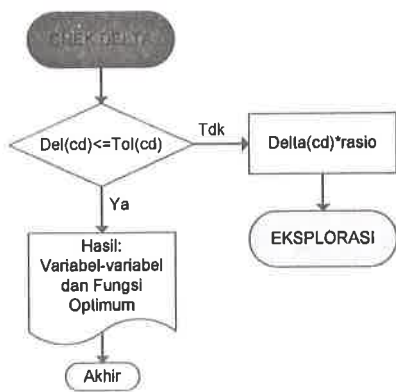 CHEK DELTA
Del(cd)<=Tol(cd)
Tdk
Delta(cd)*rasio
Ya
EKSPLORASI
Hasil:
Variabel-variabel
dan Fungsi
Optimum
Akhir